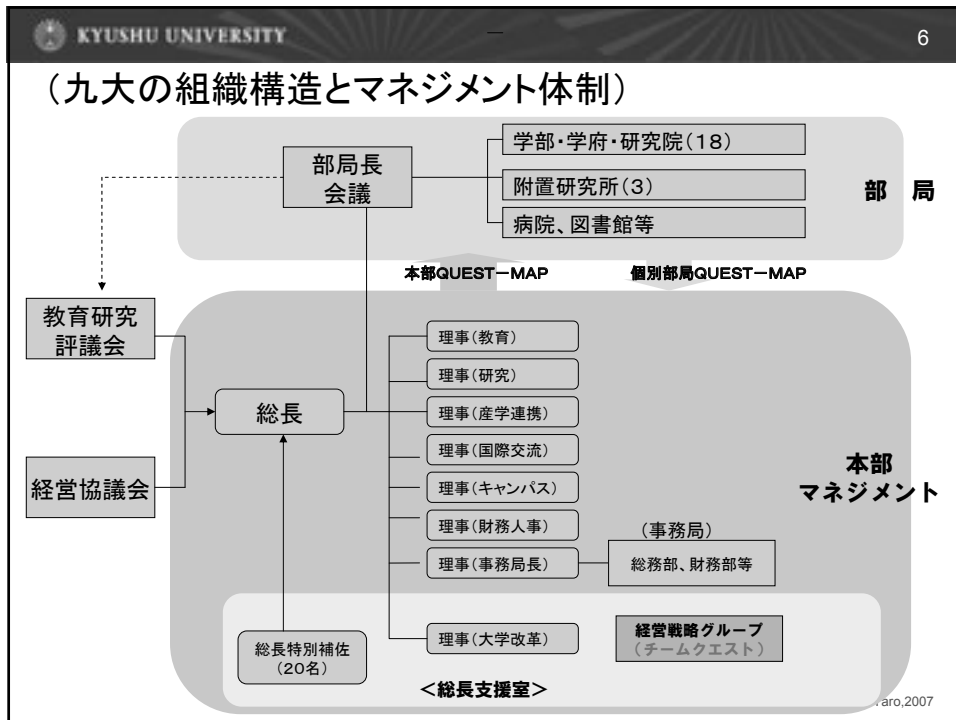 KYUSHU UNIVERSITY
6
（九大の組織構造とマネジメント体制）
部局長
会議
学部・学府・研究院（１８）
附置研究所（３）
病院、図書館等
部　局
本部QUEST－MAP
個別部局QUEST－MAP
教育研究
評議会
経営協議会
総長
理事（教育）
理事（研究）
理事（産学連携）
理事（国際交流）
理事（キャンパス）
理事（財務人事）
理事（事務局長）
（事務局）
総務部、財務部等
本部
マネジメント
総長特別補佐
（２０名）
理事（大学改革）
経営戦略グループ
（チームクエスト）
＜総長支援室＞
aro,2007